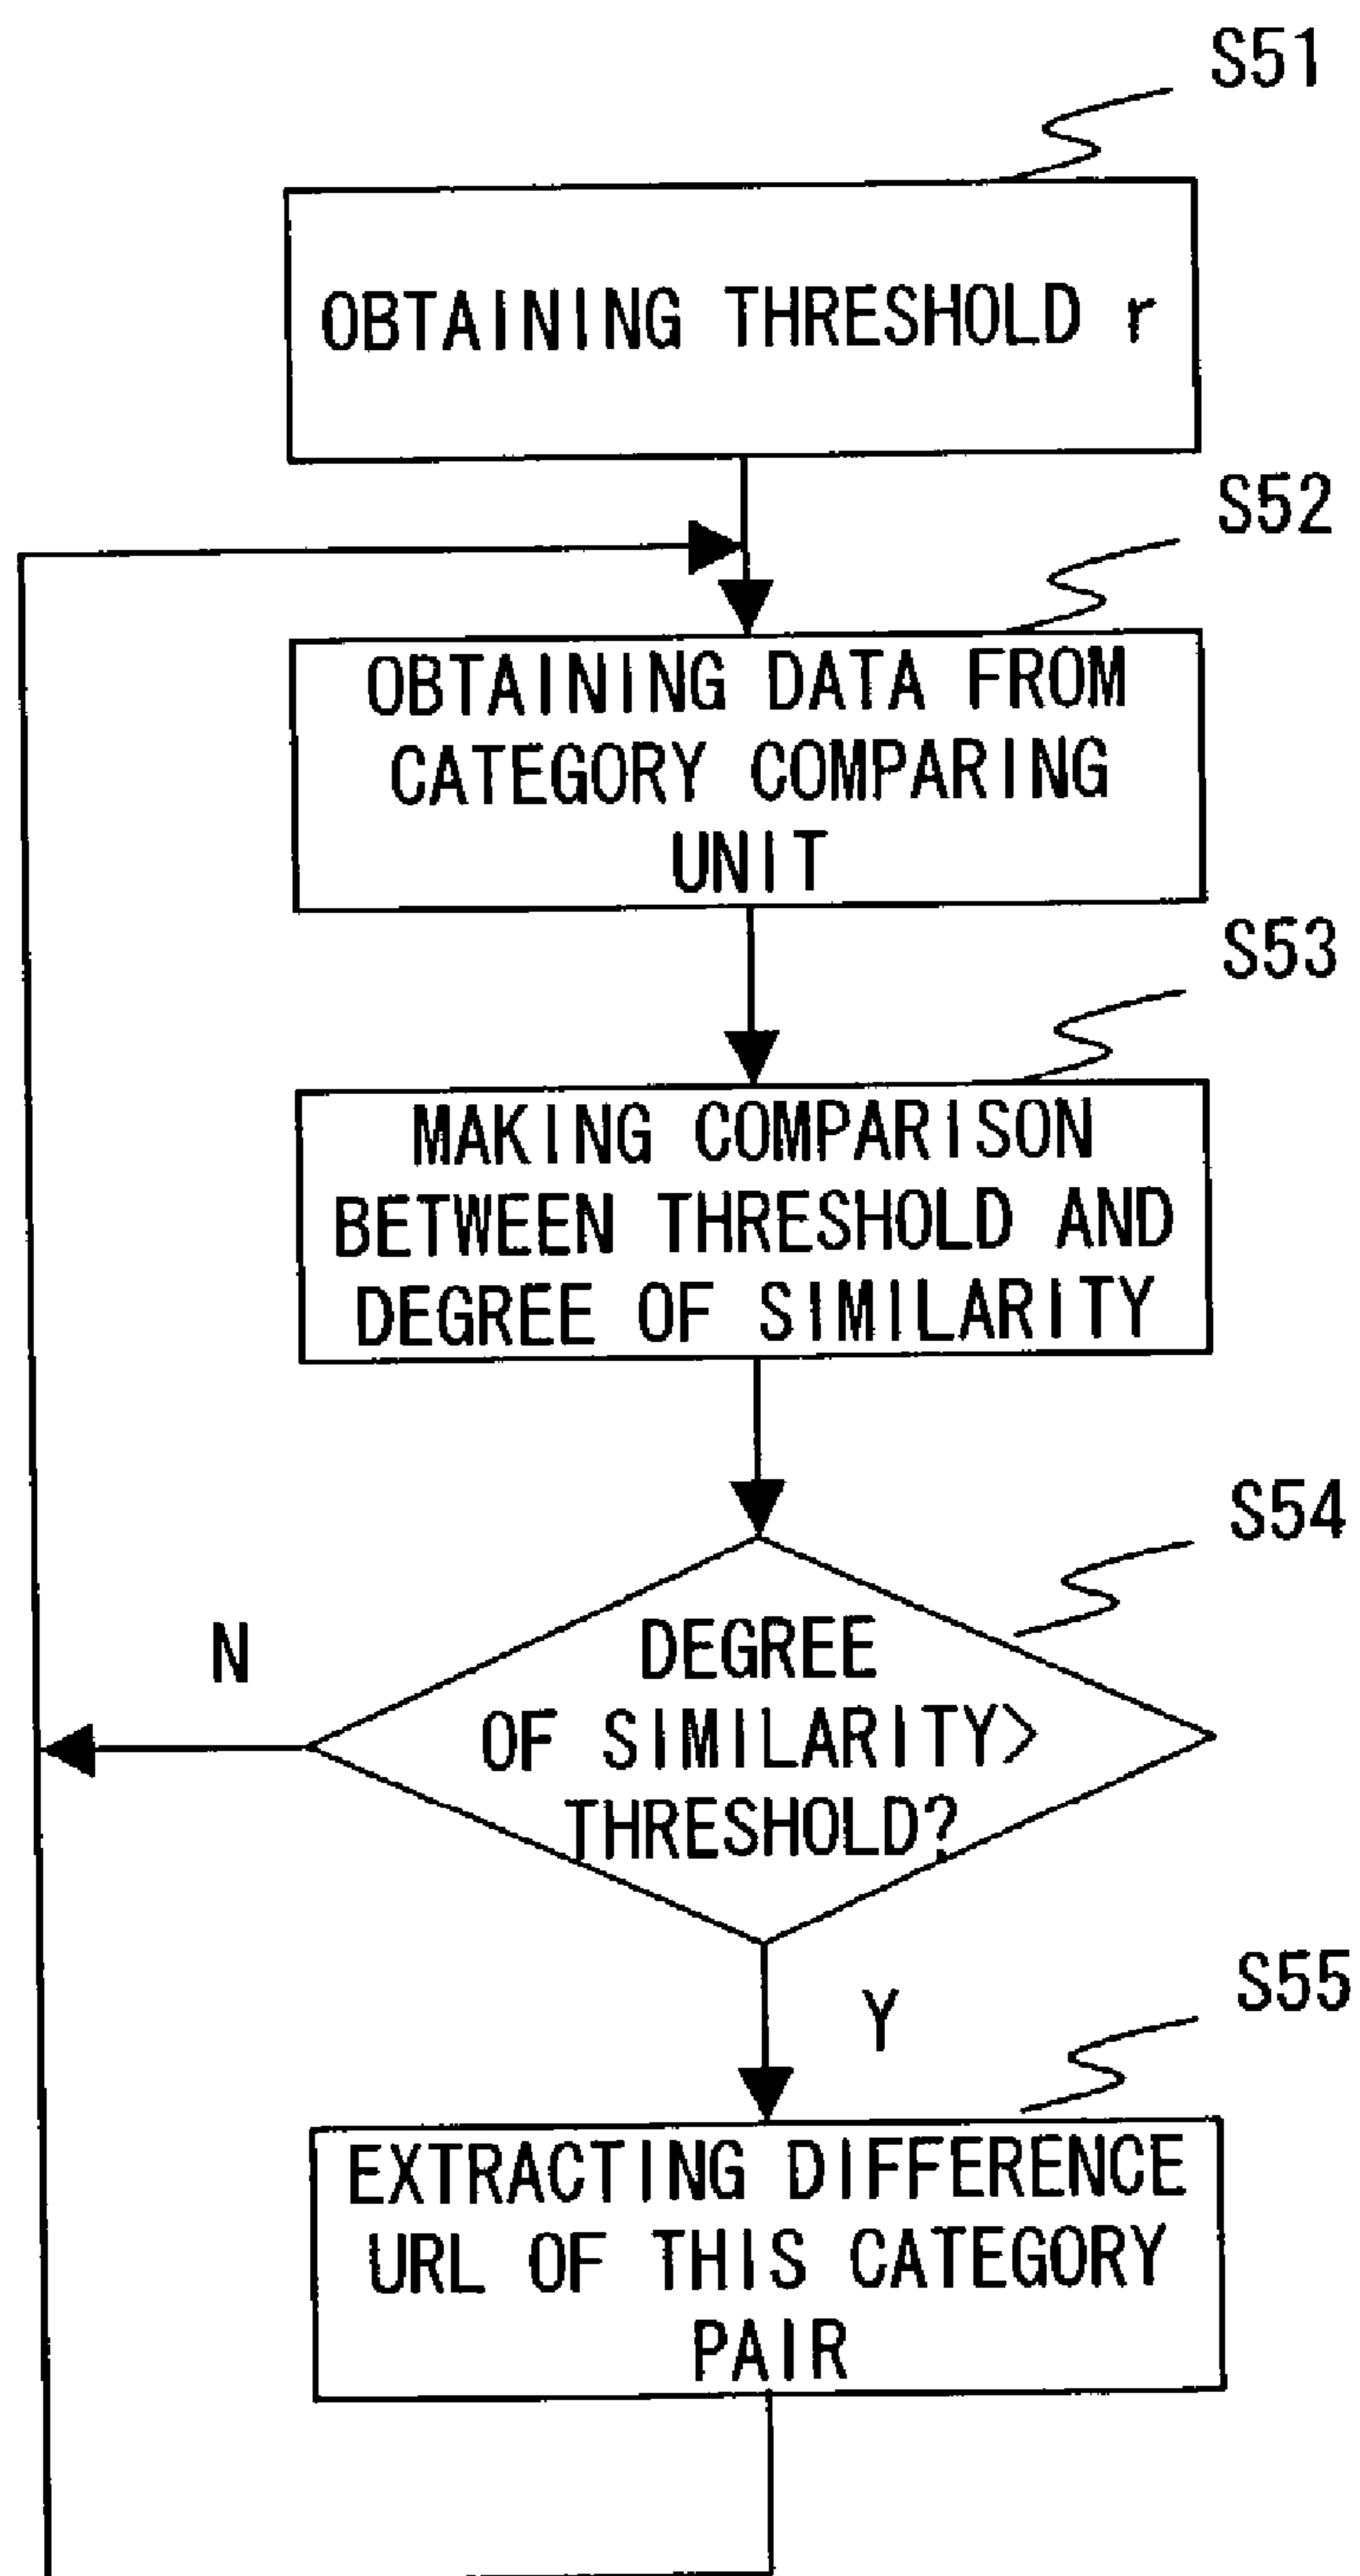 S51
OBTAINING THRESHOLD r
S52
OBTAINING DATA FROM
CATEGORY COMPARING
UNIT
S53
MAKING COMPARISON
BETWEEN THRESHOLD AND
DEGREE OF SIMILARITY
S54
N
DEGREE
OF SIMILARITY>
THRESHOLD?
Y
S55
EXTRACTING DIFFERENCE
URL OF THIS CATEGORY
PAIR